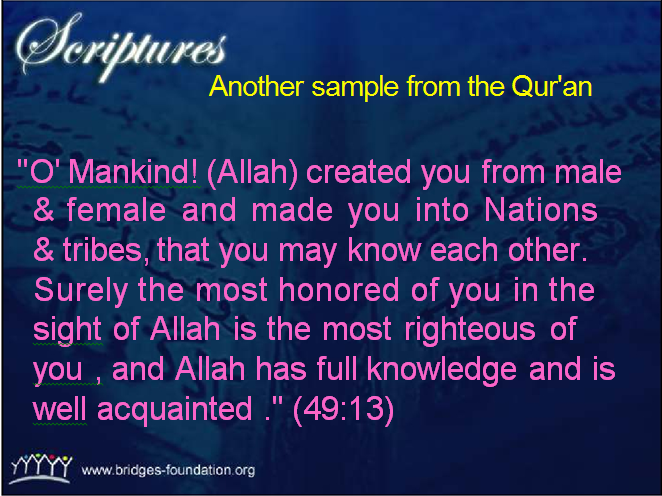 Scriptures
Another sample from the Qur'an
"O' Mankind! (Allah) created you from male
& female and made you into Nations
& tribes, that you may know each other.
Surely the most honored of you in the
sight of Allah is the most righteous of
you , and Allah has full knowledge and is
well acquainted ." (49:13)
www.bridges-foundation.org